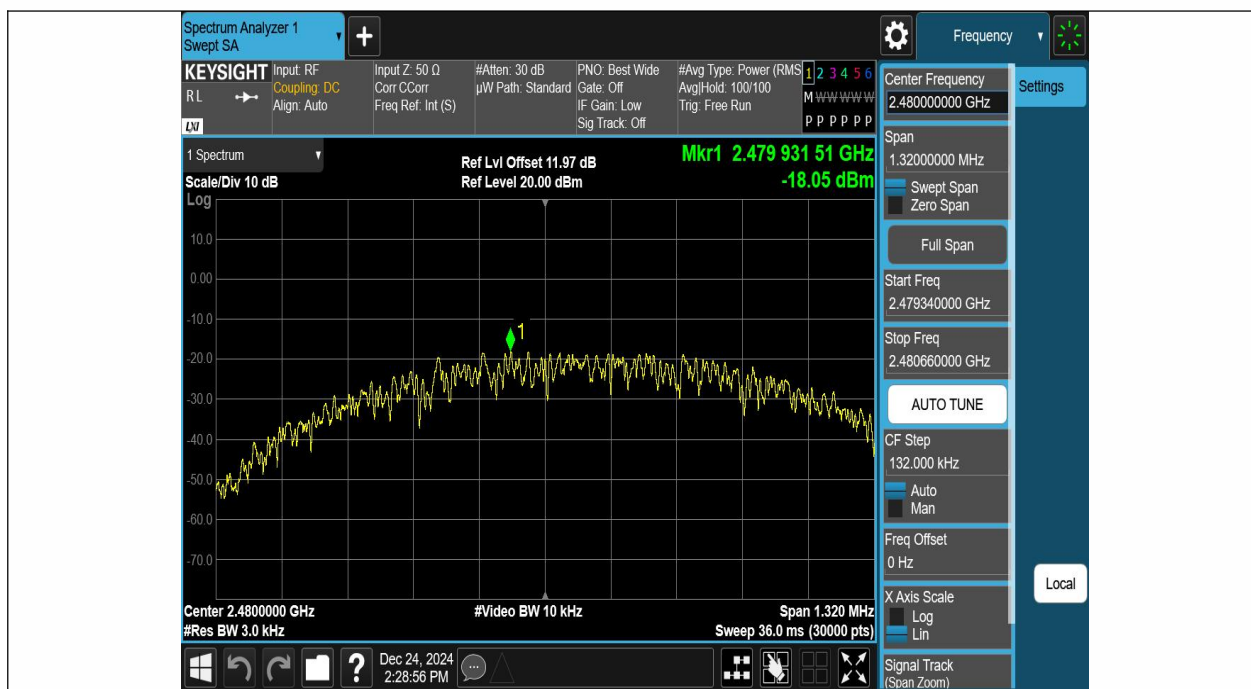 Spectrum Analyzer 1
Swept SA
+
Frequency
KEYSIGHT
RL
LXI
Input: RF
Coupling: DC
Align: Auto
Input Z: 50 Ω
Corr CCorr
Freq Ref: Int (S)
#Atten: 30 dB
µW Path: Standard
PNO: Best Wide
Gate: Off
IF Gain: Low
Sig Track: Off
#Avg Type: Power (RMS
Avg|Hold: 100/100
Trig: Free Run
1 2 3 4 5 6
M W W W W W
P P P P P P
1 Spectrum
Scale/Div 10 dB
Log
Ref Lvl Offset 11.97 dB
Ref Level 20.00 dBm
Mkr1 2.479 931 51 GHz
-18.05 dBm
10.0
0.00
-10.0
-20.0
-30.0
-40.0
-50.0
-60.0
-70.0
1
Center 2.4800000 GHz
#Res BW 3.0 kHz
#Video BW 10 kHz
Span 1.320 MHz
Sweep 36.0 ms (30000 pts)
Dec 24, 2024
2:28:56 PM
?
Center Frequency
2.480000000 GHz
Span
1.32000000 MHz
Swept Span
Zero Span
Full Span
Start Freq
2.479340000 GHz
Stop Freq
2.480660000 GHz
AUTO TUNE
CF Step
132.000 kHz
Auto
Man
Freq Offset
0 Hz
X Axis Scale
Log
Lin
Signal Track
(Span Zoom)
Settings
Local